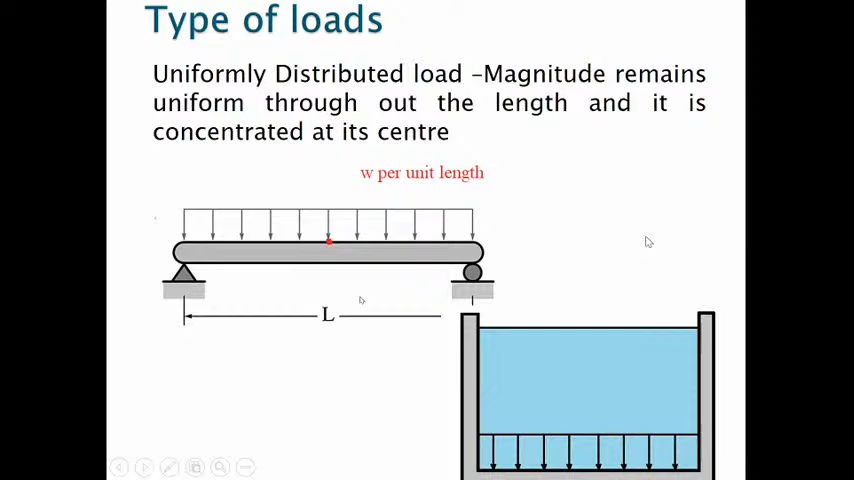 Type of loads
Uniformly Distributed load –Magnitude remains
uniform through out the length and it is
concentrated at its centre
w per unit length
L